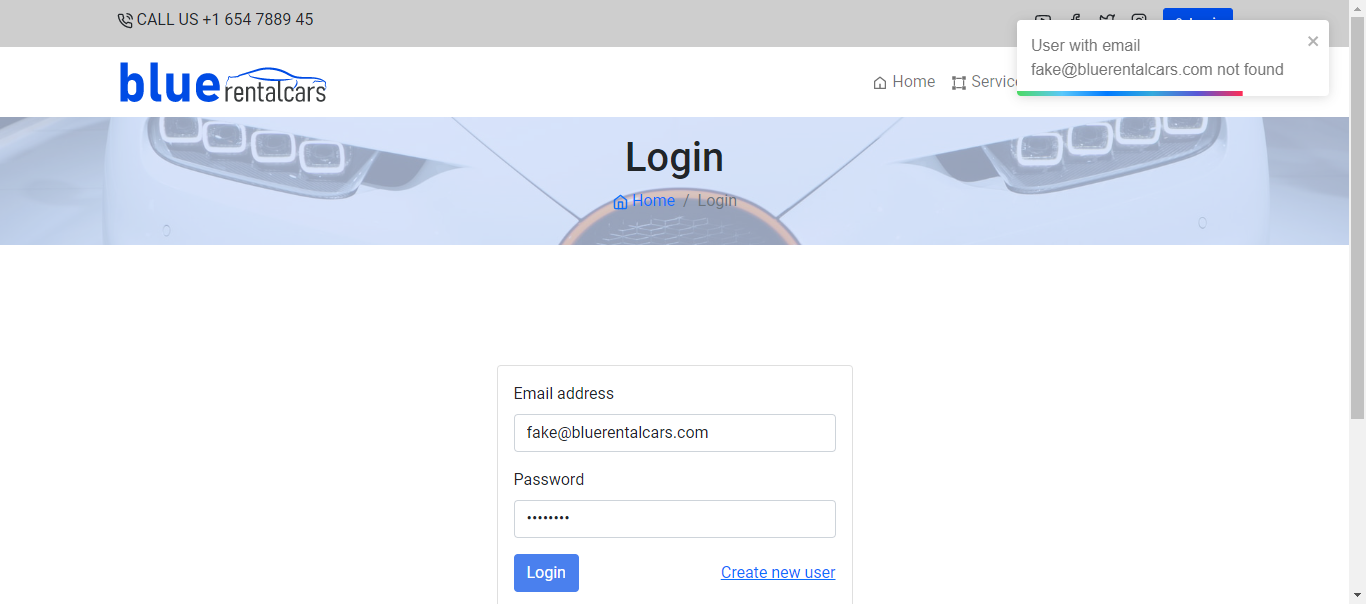 CALL US +1 654 7889 45
User with email
fake@bluerentalcars.com not found
blue rentalcars
Home
Login
Home / Login
Email address
fake@bluerentalcars.com
Password
••••••••
Login
Create new user